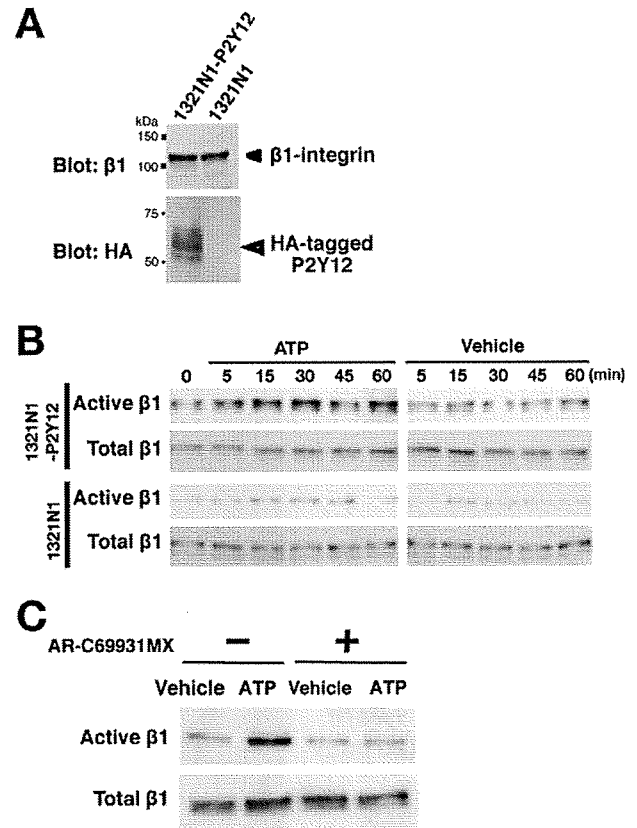 A
1321N1-P2Y12
1321N1
kDa
150
100
Blot: β1
β1-integrin
75
50
Blot: HA
HA-tagged
P2Y12
B
ATP
Vehicle
0 5 15 30 45 60 5 15 30 45 60 (min)
1321N1
-P2Y12
Active β1
Total β1
1321N1
Active β1
Total β1
C
AR-C69931MX
− +
Vehicle ATP Vehicle ATP
Active β1
Total β1